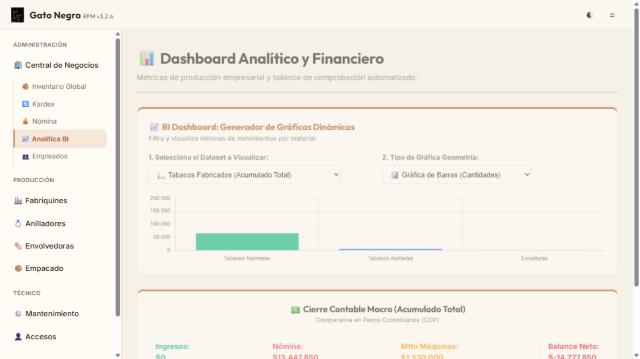 Gato Negro RPM v3.2.6
ADMINISTRACIÓN
Central de Negocios
Inventario Global
Kardex
Nómina
Analítica BI
Empleados
PRODUCCIÓN
Fabriquines
Anilladores
Envolvedoras
Empacado
TÉCNICO
Mantenimiento
Accesos
Dashboard Analítico y Financiero
Métricas de producción empresarial y balance de comprobación automatizado.
BI Dashboard: Generador de Gráficas Dinámicas
Filtra y visualiza millones de movimientos por material.
1. Selecciona el Dataset a Visualizar:
Tabacos Fabricados (Acumulado Total)
2. Tipo de Gráfica Geometría:
Gráfica de Barras (Cantidades)
200.000
150.000
100.000
50.000
0
Tabacos Normales
Tabacos Anillados
Envolturas
Cierre Contable Macro (Acumulado Total)
Comparativa en Pesos Colombianos (COP)
Ingresos:
$0
Nómina:
$13.447.850
Mtto Máquinas:
$1.330.000
Balance Neto:
$-14.777.850